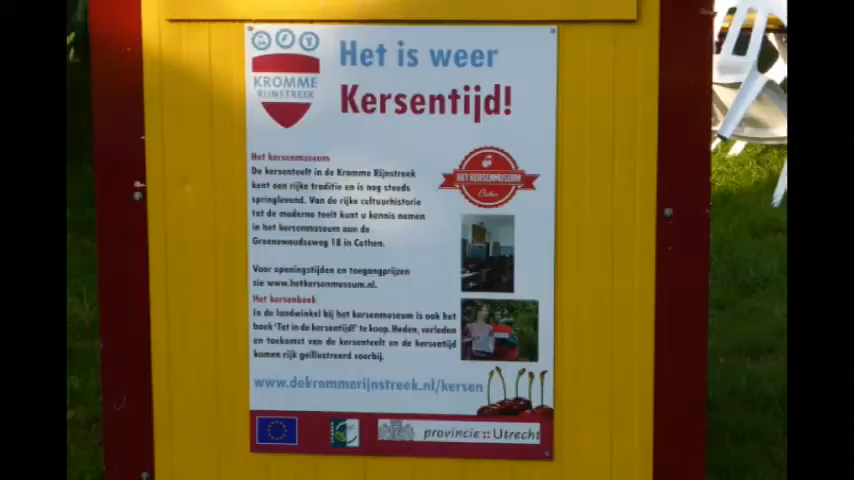 Het is weer
Kersentijd!
KROMME
RIJNSTREEK
Het kersenmuseum
De kersenteelt in de Kromme Rijnstreek
kent een rijke traditie en is nog steeds
springlevend. Van de rijke cultuurhistorie
tot de moderne teelt kunt u kennis nemen
in het kersenmuseum aan de
Groenewoudseweg 18 in Cothen.
Voor openingstijden en toegangprijzen
zie www.hetkersenmuseum.nl.
HET KERSENMUSEUM
Cothen
Het kersenboek
In de landwinkel bij het kersenmuseum is ook het
boek 'Tot in de kersentijd!' te koop. Heden, verleden
en toekomst van de kersenteelt en de kersentijd
komen rijk geïllustreerd voorbij.
www.dekrommerijnstreek.nl/kersen
provincie Utrecht